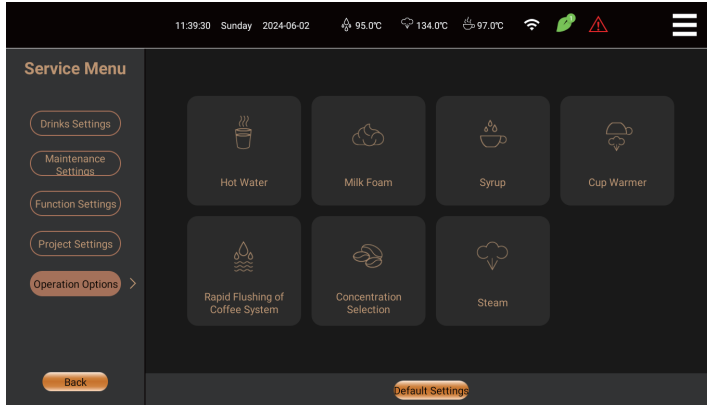 11:39:30 Sunday 2024-06-02 95.0℃ 134.0℃ 97.0℃
Service Menu
Drinks Settings
Maintenance
Settings
Function Settings
Project Settings
Operation Options
Back
Hot Water
Milk Foam
Syrup
Cup Warmer
Rapid Flushing of
Coffee System
Concentration
Selection
Steam
Default Settings